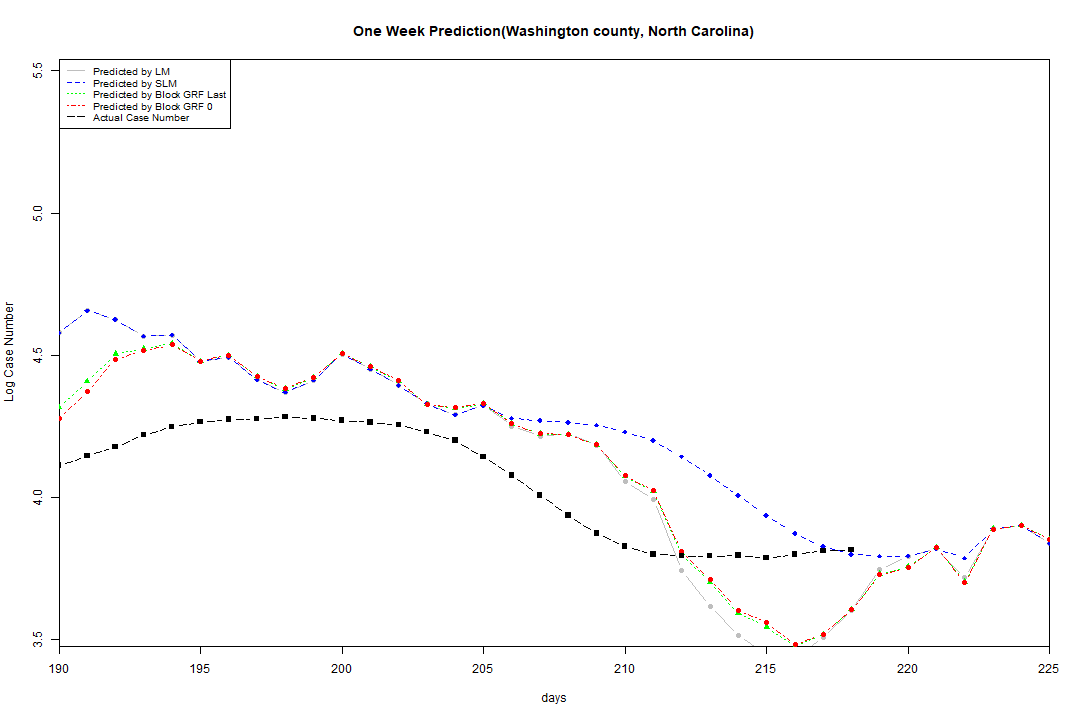 One Week Prediction(Washington county, North Carolina)
Predicted by LM
Predicted by SLM
Predicted by Block GRF Last
Predicted by Block GRF 0
Actual Case Number
5.5
5.0
4.5
4.0
3.5
Log Case Number
190 195 200 205 210 215 220 225
days